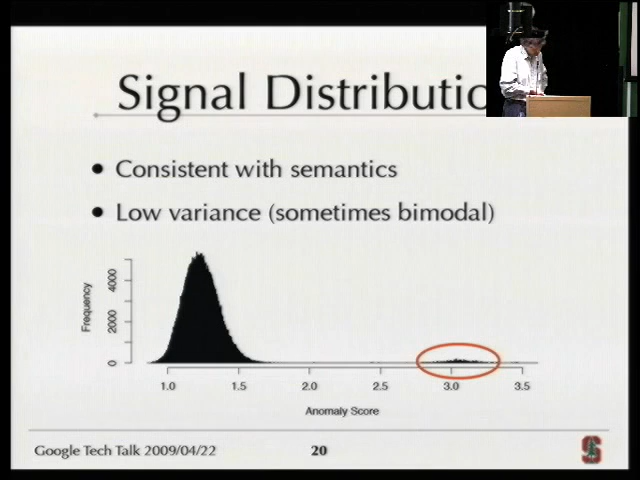 Signal Distributio
• Consistent with semantics
• Low variance (sometimes bimodal)
Frequency
4000
2000
0
1.0 1.5 2.0 2.5 3.0 3.5
Anomaly Score
Google Tech Talk 2009/04/22 20
S